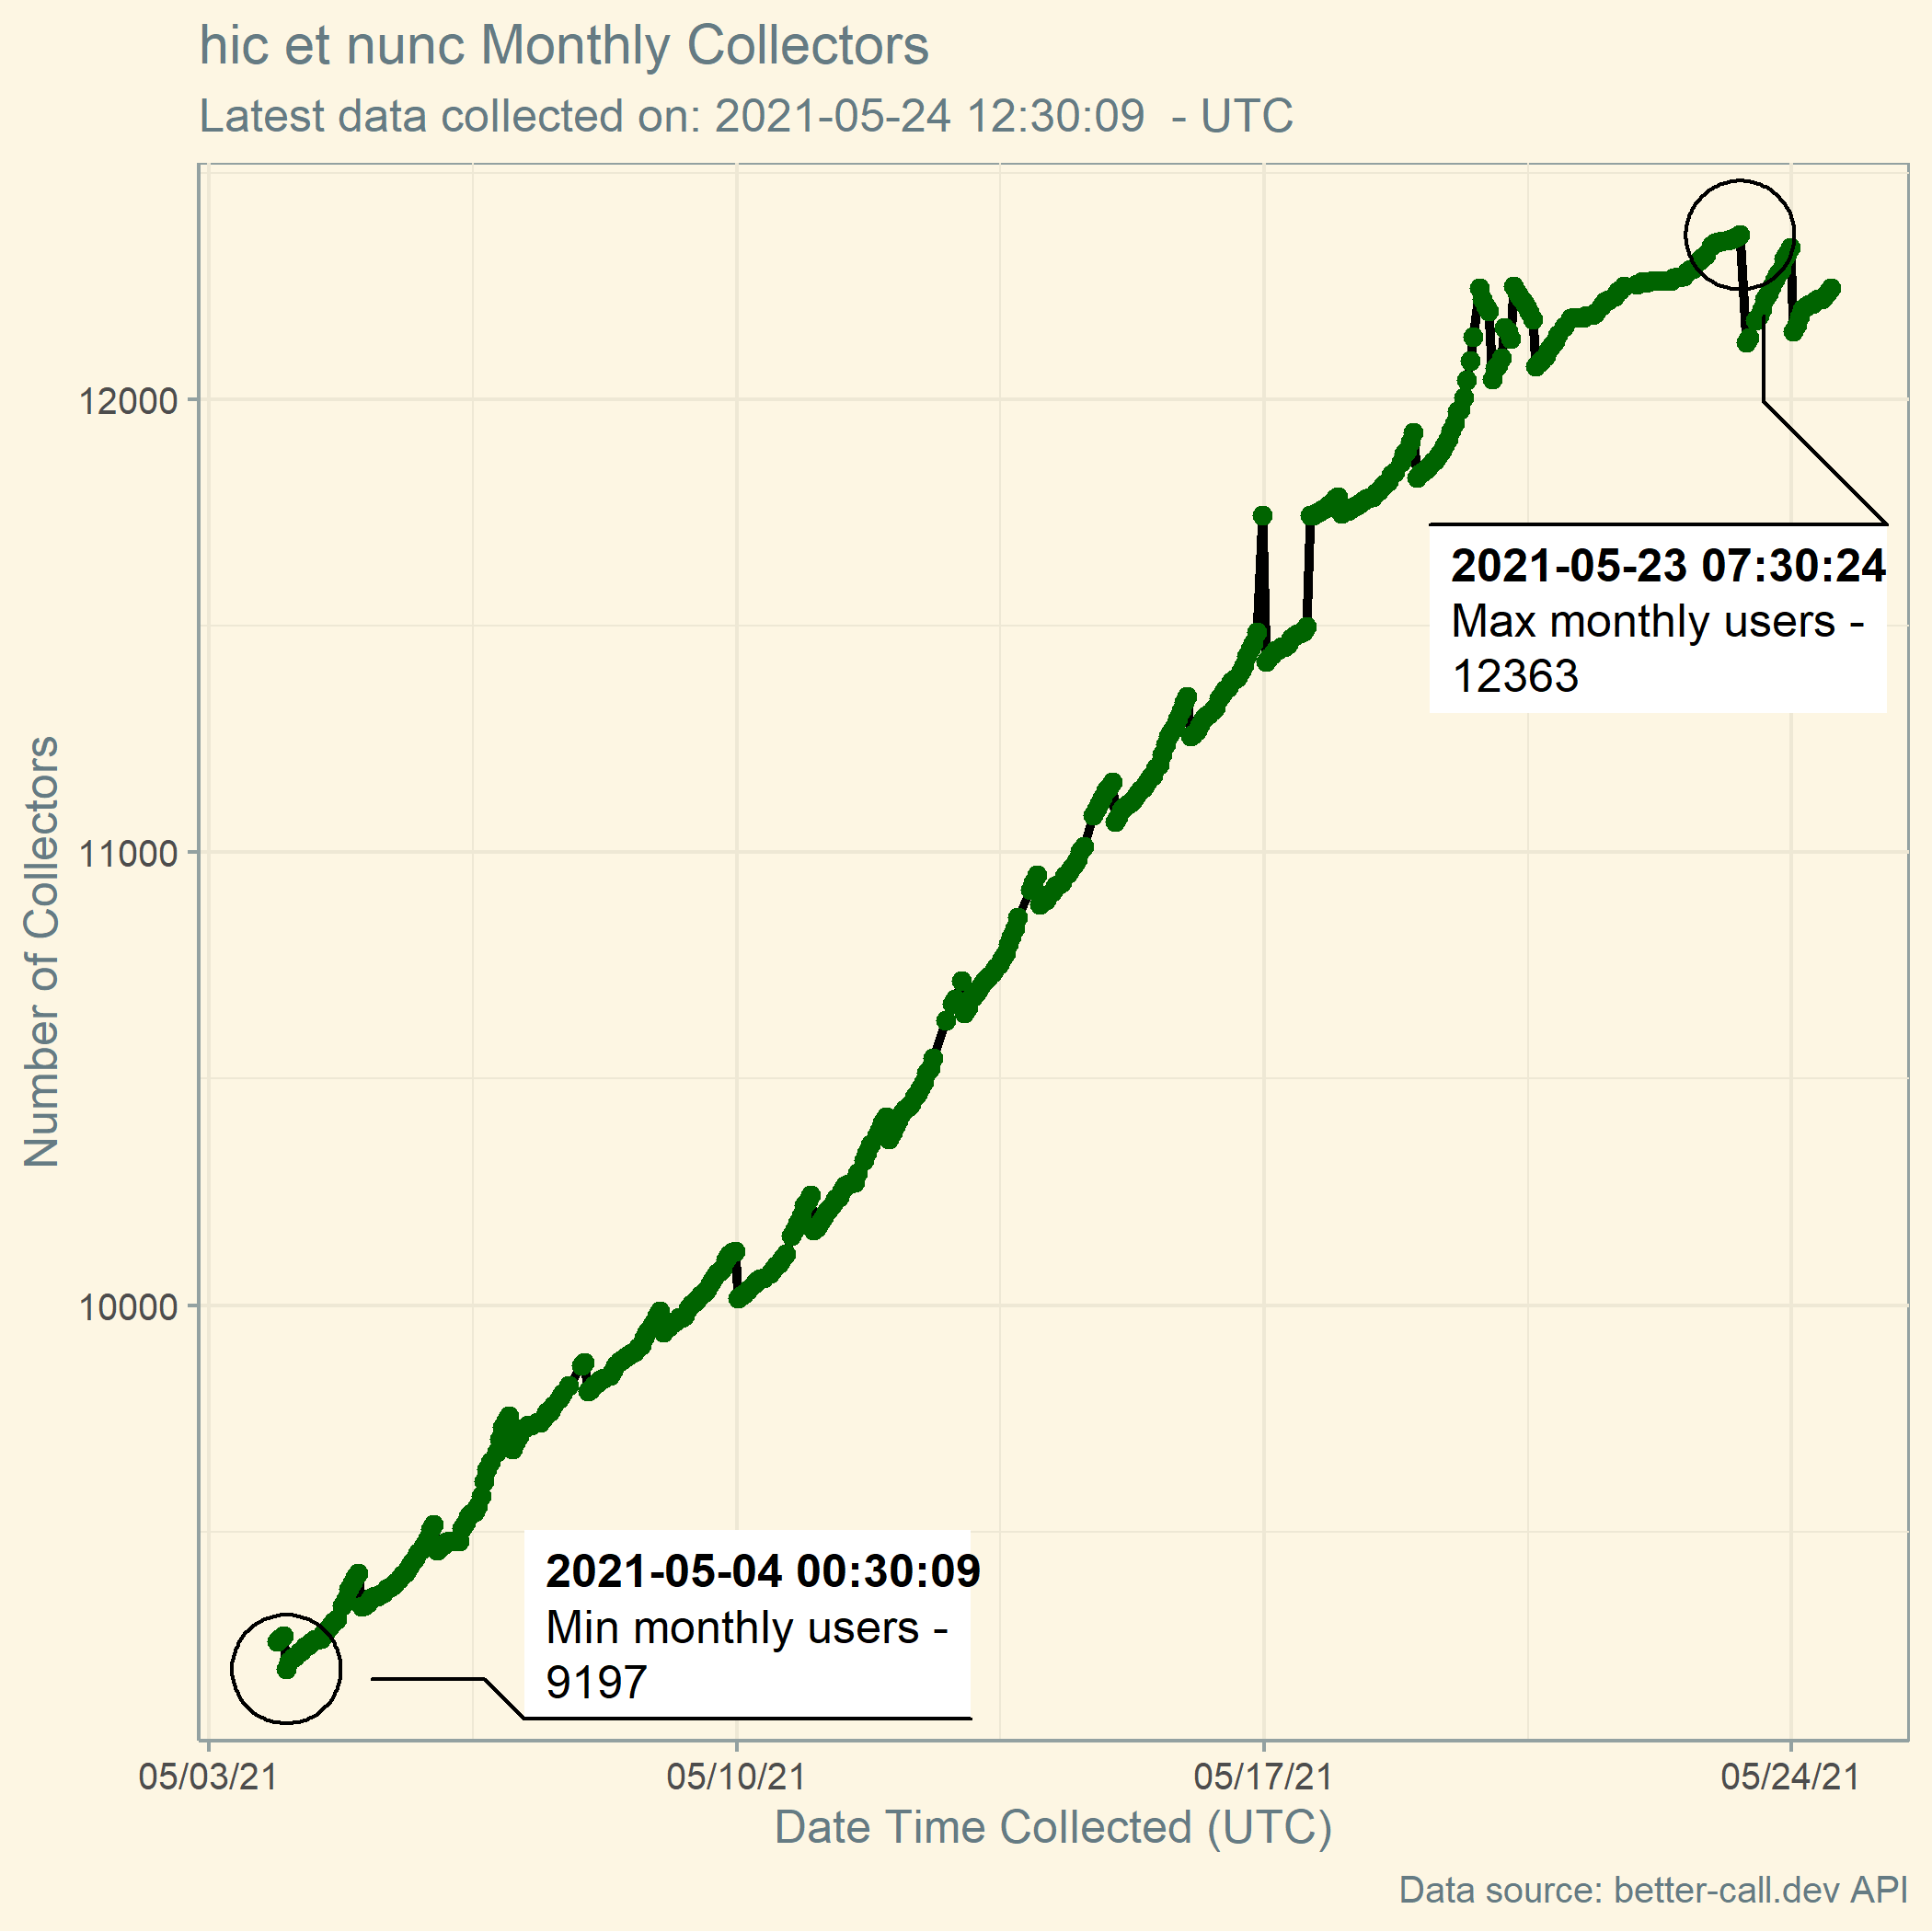 hic et nunc Monthly Collectors
Latest data collected on: 2021-05-24 12:30:09  - UTC
12000
11000
10000
Number of Collectors
2021-05-23 07:30:24
Max monthly users -
12363
2021-05-04 00:30:09
Min monthly users -
9197
05/03/21
05/10/21
05/17/21
05/24/21
Date Time Collected (UTC)
Data source: better-call.dev API